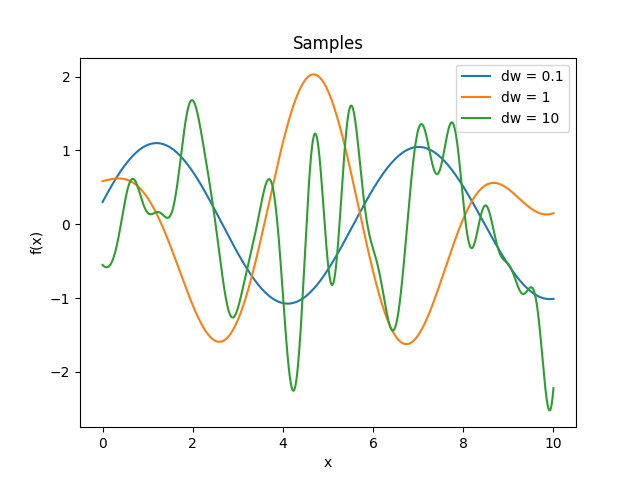 Samples
dw = 0.1
dw = 1
dw = 10
2
1
0
−1
−2
f(x)
0
2
4
6
8
10
x